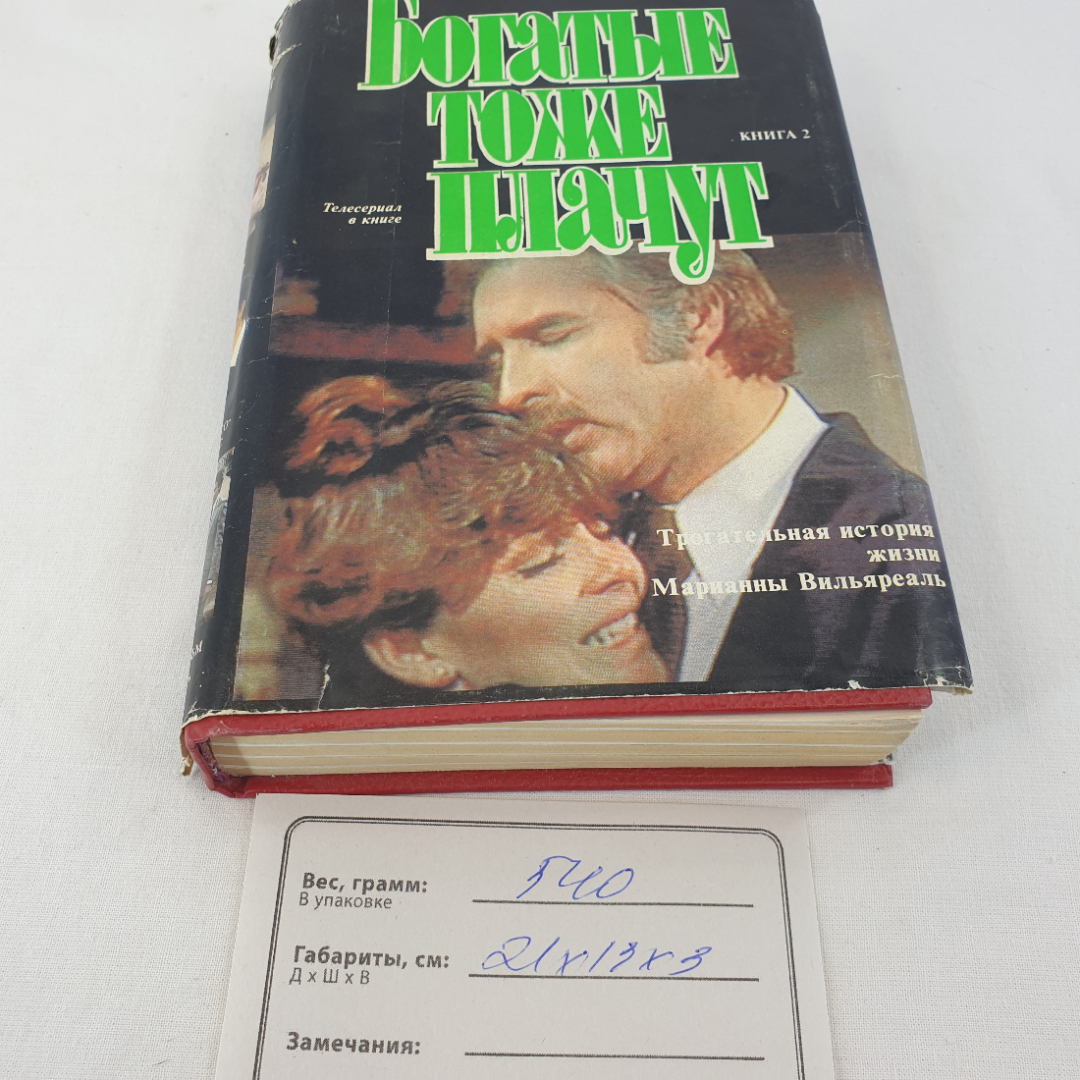 Богатые
тоже
плачут
КНИГА 2
Телесериал
в книге
Трогательная история
жизни
Марианны Вильяреаль
Вес, грамм: 540
В упаковке
Габариты, см: 21х13х3
Д х Ш х В
Замечания: